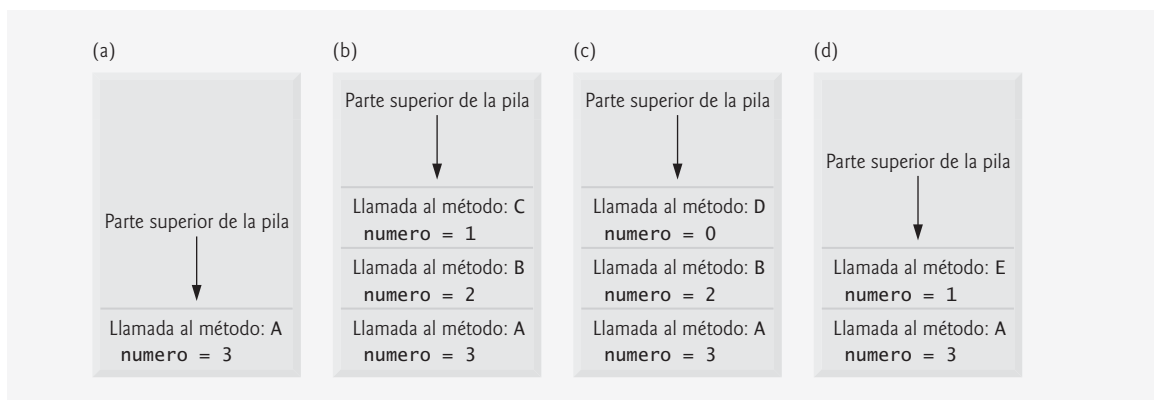 (a)
Parte superior de la pila
Llamada al método: A
numero = 3
(b)
Parte superior de la pila
Llamada al método: C
numero = 1
Llamada al método: B
numero = 2
Llamada al método: A
numero = 3
(c)
Parte superior de la pila
Llamada al método: D
numero = 0
Llamada al método: B
numero = 2
Llamada al método: A
numero = 3
(d)
Parte superior de la pila
Llamada al método: E
numero = 1
Llamada al método: A
numero = 3